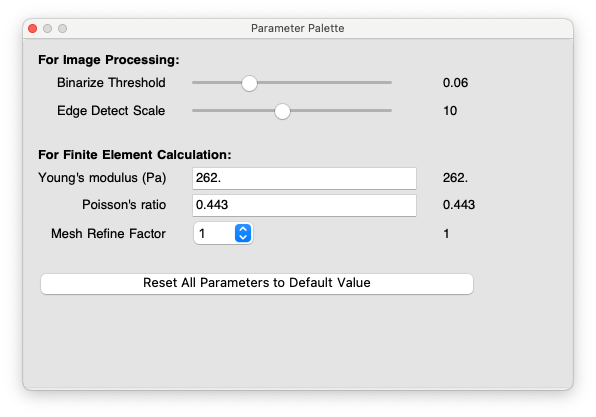 Parameter Palette
For Image Processing:
Binarize Threshold 0.06
Edge Detect Scale 10
For Finite Element Calculation:
Young's modulus (Pa) 262. 262.
Poisson's ratio 0.443 0.443
Mesh Refine Factor 1 1
Reset All Parameters to Default Value